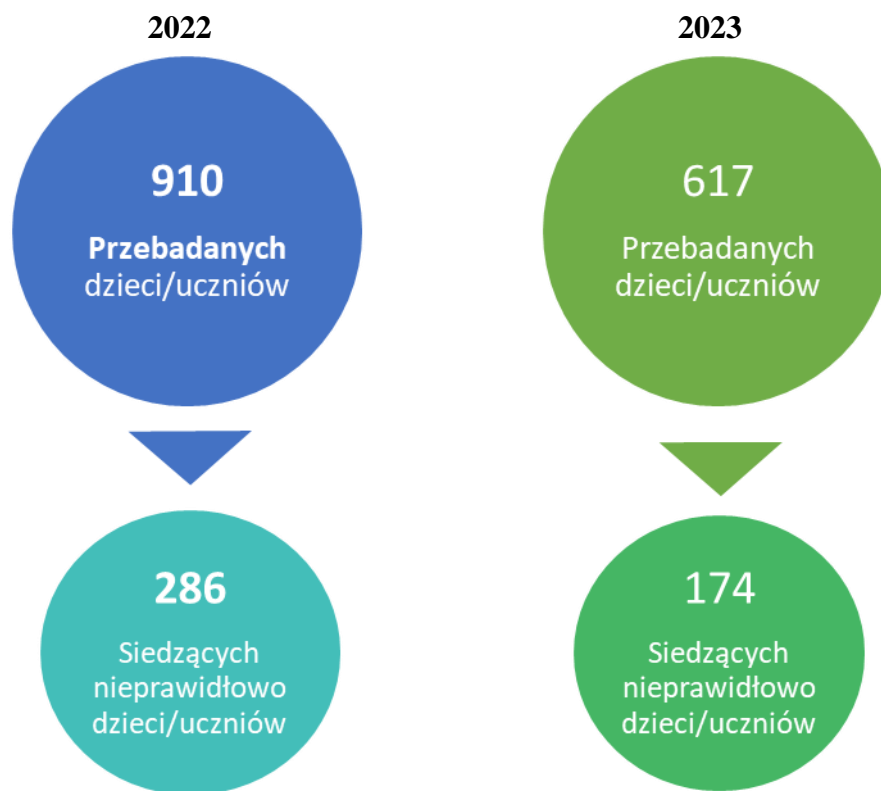 2022
910
Przebadanych
dzieci/uczniów
286
Siedzących
nieprawidłowo
dzieci/uczniów
2023
617
Przebadanych
dzieci/uczniów
174
Siedzących
nieprawidłowo
dzieci/uczniów